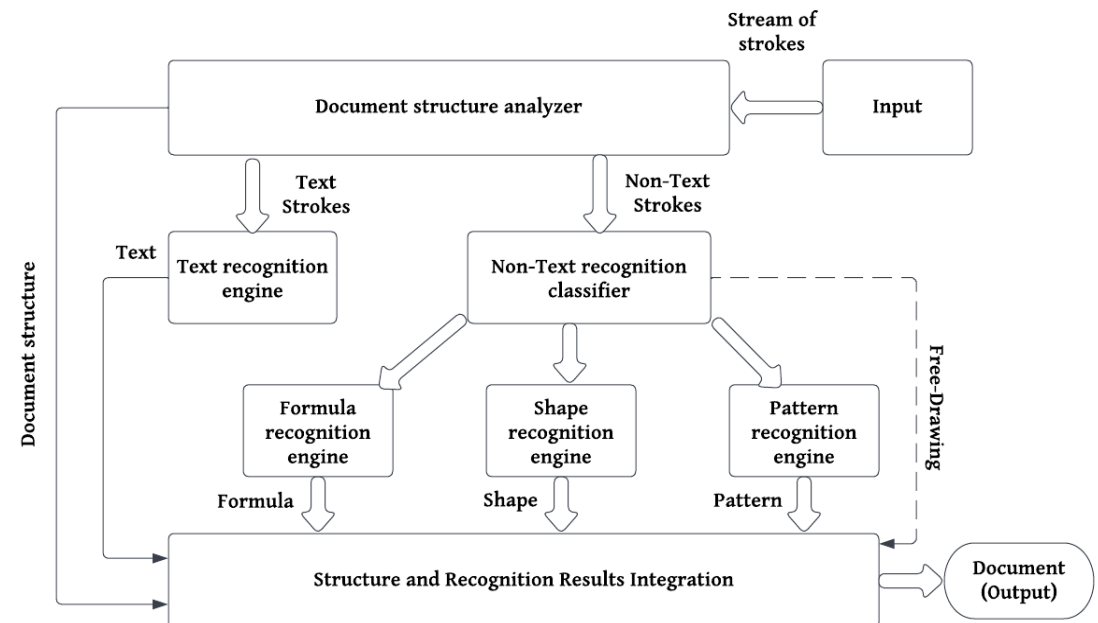 Stream of
strokes
Document structure analyzer
Input
Text
Strokes
Non-Text
Strokes
Text
Text recognition
engine
Non-Text recognition
classifier
Document structure
Free-Drawing
Formula
recognition
engine
Shape
recognition
engine
Pattern
recognition
engine
Formula
Shape
Pattern
Structure and Recognition Results Integration
Document
(Output)